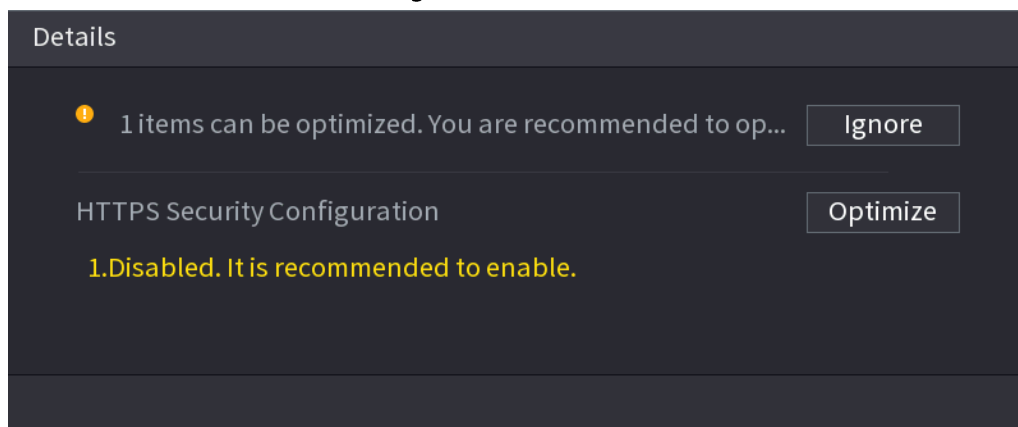 Details
1 items can be optimized. You are recommended to op... Ignore
HTTPS Security Configuration Optimize
1.Disabled. It is recommended to enable.